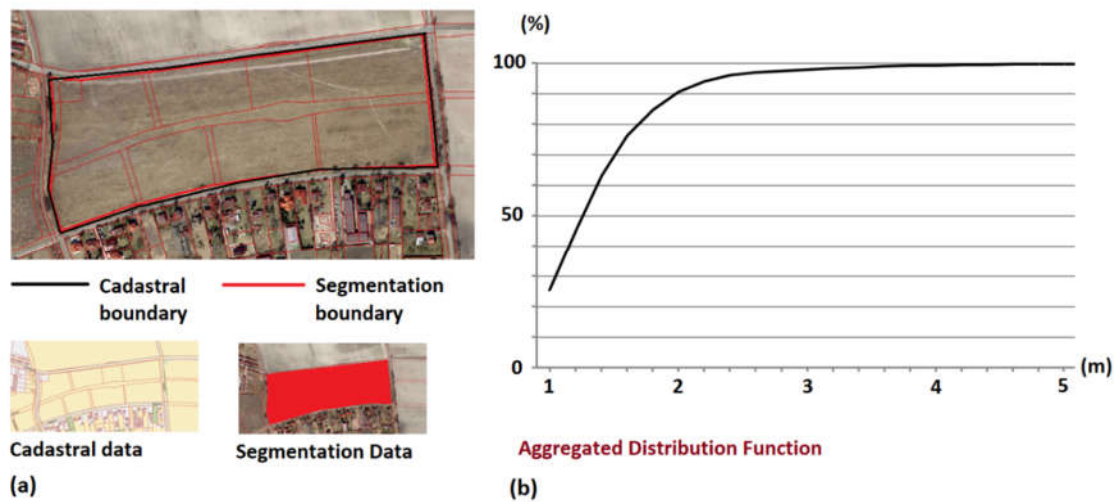 Cadastral
boundary
Segmentation
boundary
Cadastral data
Segmentation Data
(a)
(%)
100
50
0
1 2 3 4 5 (m)
Aggregated Distribution Function
(b)